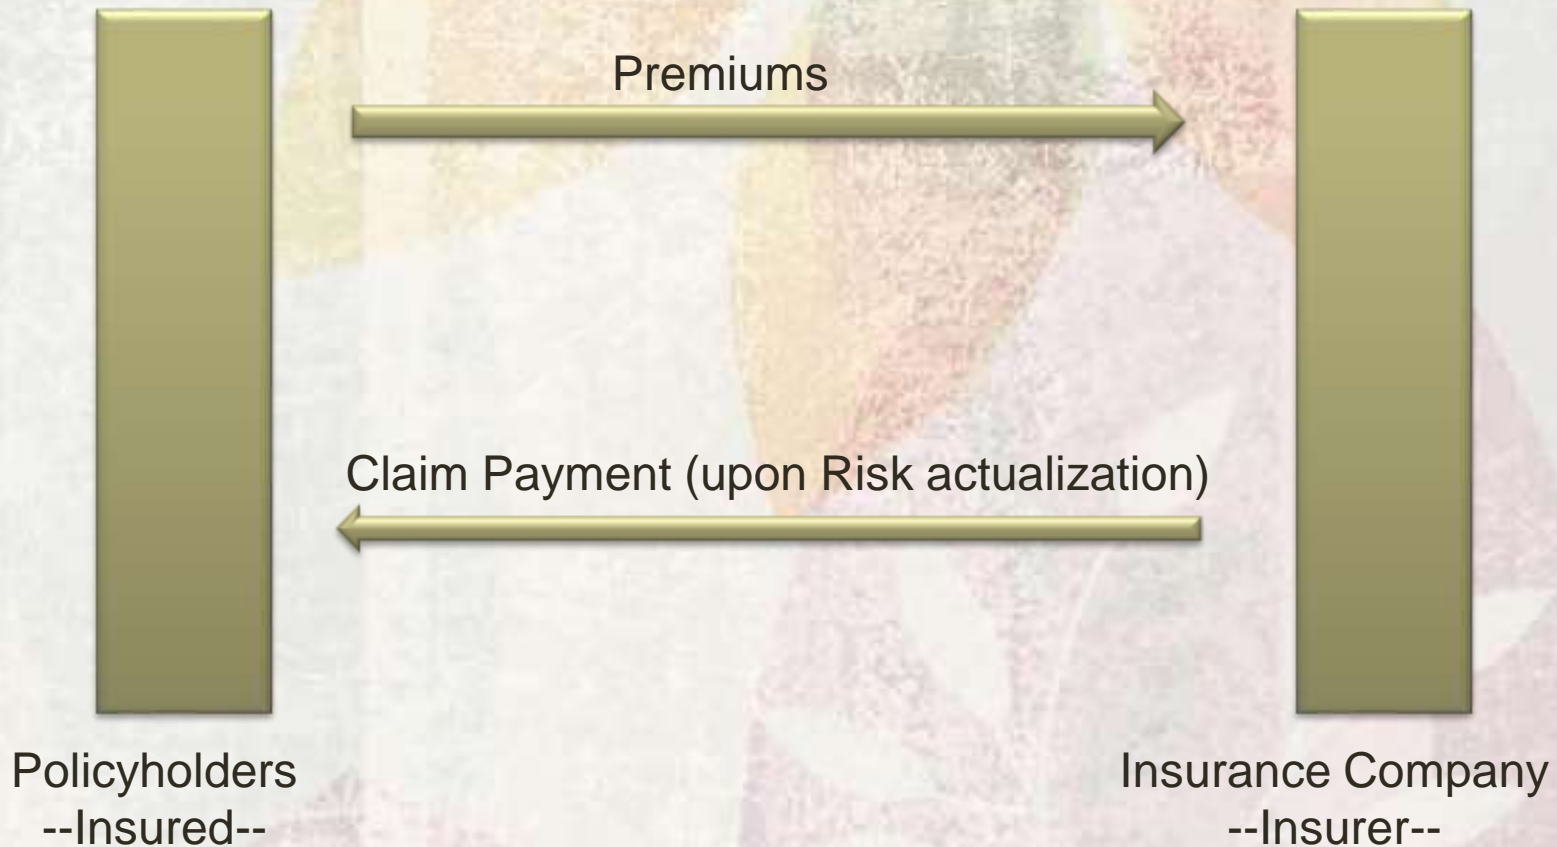 Premiums
Claim Payment (upon Risk actualization)
Policyholders
--Insured--
Insurance Company
--Insurer--